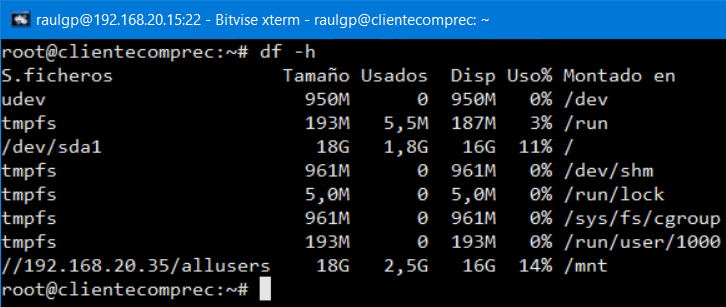 raulgp@192.168.20.15:22 - Bitvise xterm - raulgp@clientecomprec: ~
root@clientecomprec:~# df -h
S.ficheros Tamaño Usados Disp Uso% Montado en
udev 950M 0 950M 0% /dev
tmpfs 193M 5,5M 187M 3% /run
/dev/sda1 18G 1,8G 16G 11% /
tmpfs 961M 0 961M 0% /dev/shm
tmpfs 5,0M 0 5,0M 0% /run/lock
tmpfs 961M 0 961M 0% /sys/fs/cgroup
tmpfs 193M 0 193M 0% /run/user/1000
//192.168.20.35/allusers 18G 2,5G 16G 14% /mnt
root@clientecomprec:~#